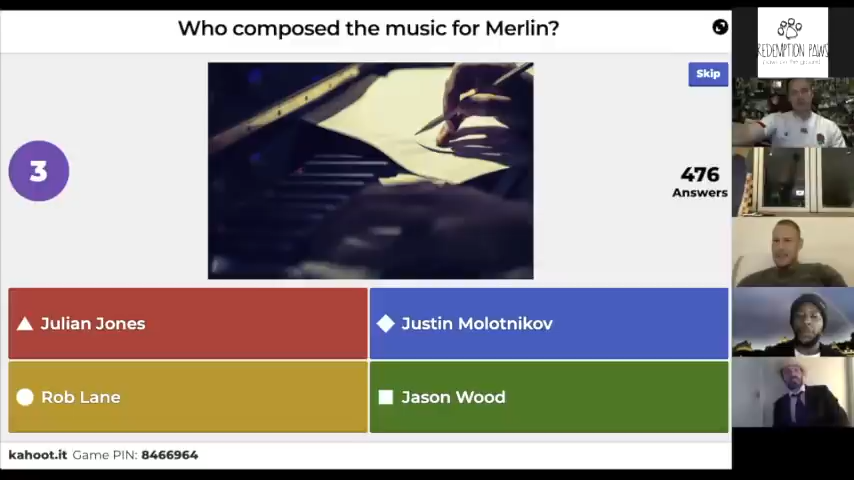 Who composed the music for Merlin?
Skip
3
476
Answers
Julian Jones
Justin Molotnikov
Rob Lane
Jason Wood
kahoot.it Game PIN: 8466964
REDEMPTION PAWS